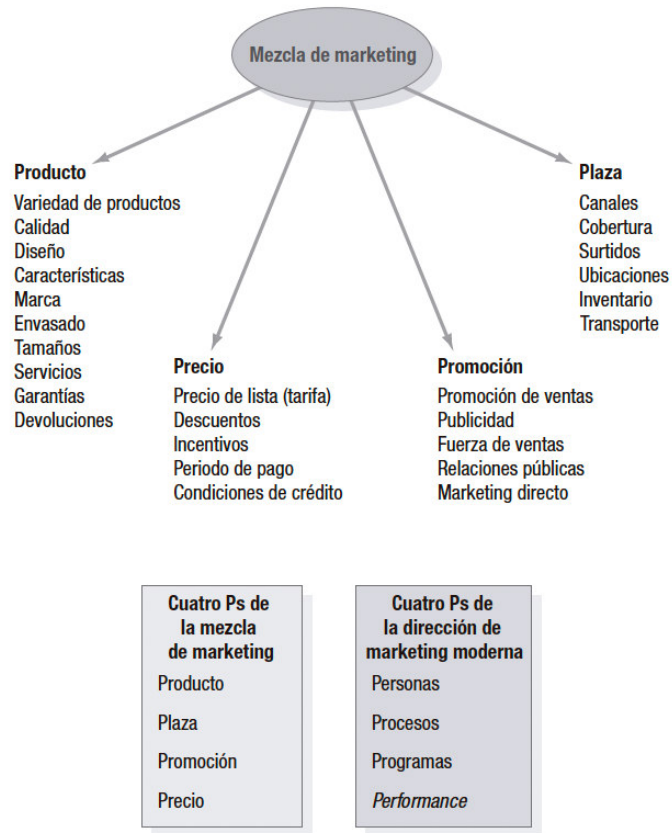 Mezcla de marketing
Producto
Variedad de productos
Calidad
Diseño
Características
Marca
Envasado
Tamaños
Servicios
Garantías
Devoluciones
Precio
Precio de lista (tarifa)
Descuentos
Incentivos
Periodo de pago
Condiciones de crédito
Promoción
Promoción de ventas
Publicidad
Fuerza de ventas
Relaciones públicas
Marketing directo
Plaza
Canales
Cobertura
Surtidos
Ubicaciones
Inventario
Transporte
Cuatro Ps de
la mezcla
de marketing
Producto
Plaza
Promoción
Precio
Cuatro Ps de
la dirección de
marketing moderna
Personas
Procesos
Programas
Performance